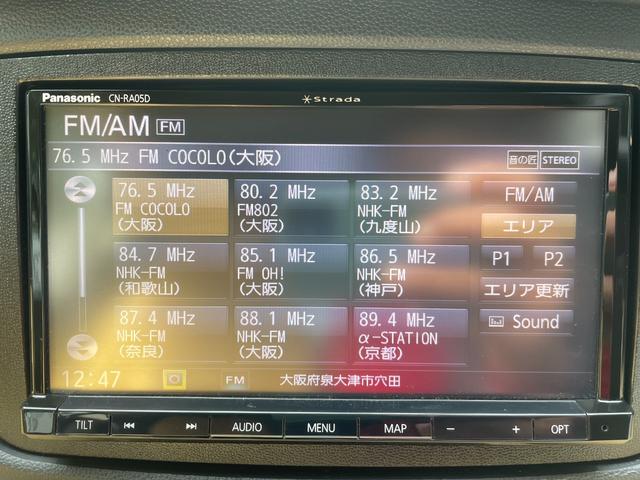 Panasonic CN-RA05D Strada
FM/AM FM
76.5 MHz FM COCOLO(大阪) 音の匠 STEREO
76.5 MHz
FM COCOLO
(大阪)
80.2 MHz
FM802
(大阪)
83.2 MHz
NHK-FM
(九度山)
FM/AM
エリア
84.7 MHz
NHK-FM
(和歌山)
85.1 MHz
FM OH!
(大阪)
86.5 MHz
NHK-FM
(神戸)
P1 P2
エリア更新
87.4 MHz
NHK-FM
(奈良)
88.1 MHz
NHK-FM
(大阪)
89.4 MHz
α-STATION
(京都)
Sound
12:47 FM 大阪府泉大津市穴田
TILT AUDIO MENU MAP − + OPT